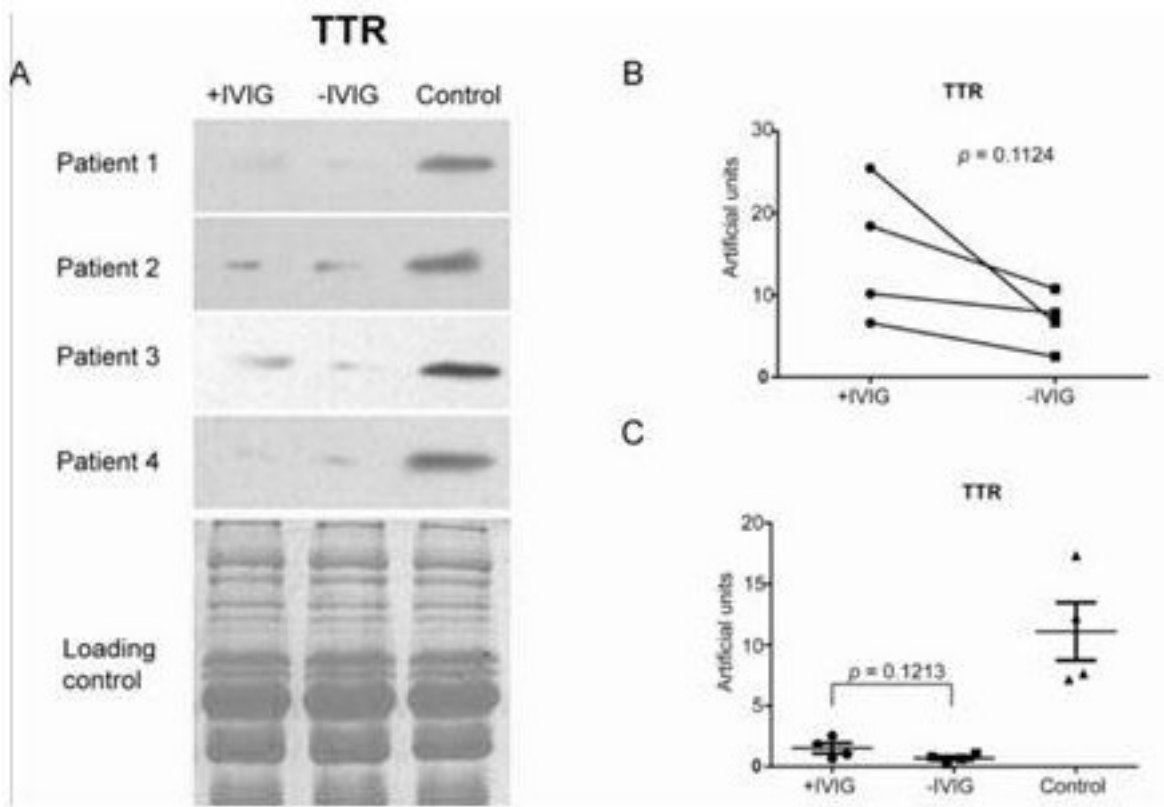 TTR
A
+IVIG -IVIG Control
Patient 1
Patient 2
Patient 3
Patient 4
Loading
control
B
TTR
30
20
10
0
Artificial units
p = 0.1124
+IVIG -IVIG
C
TTR
20
15
10
5
0
Artificial units
p = 0.1213
+IVIG -IVIG Control